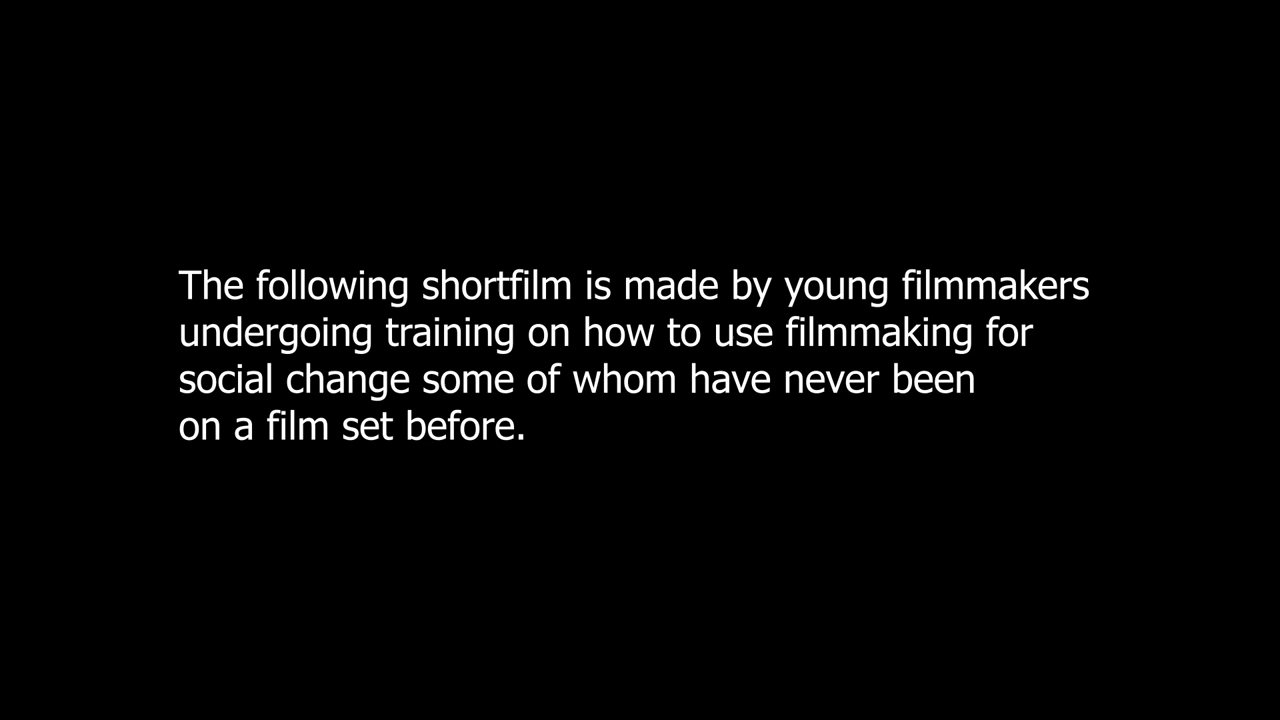 The following shortfilm is made by young filmmakers
undergoing training on how to use filmmaking for
social change some of whom have never been
on a film set before.